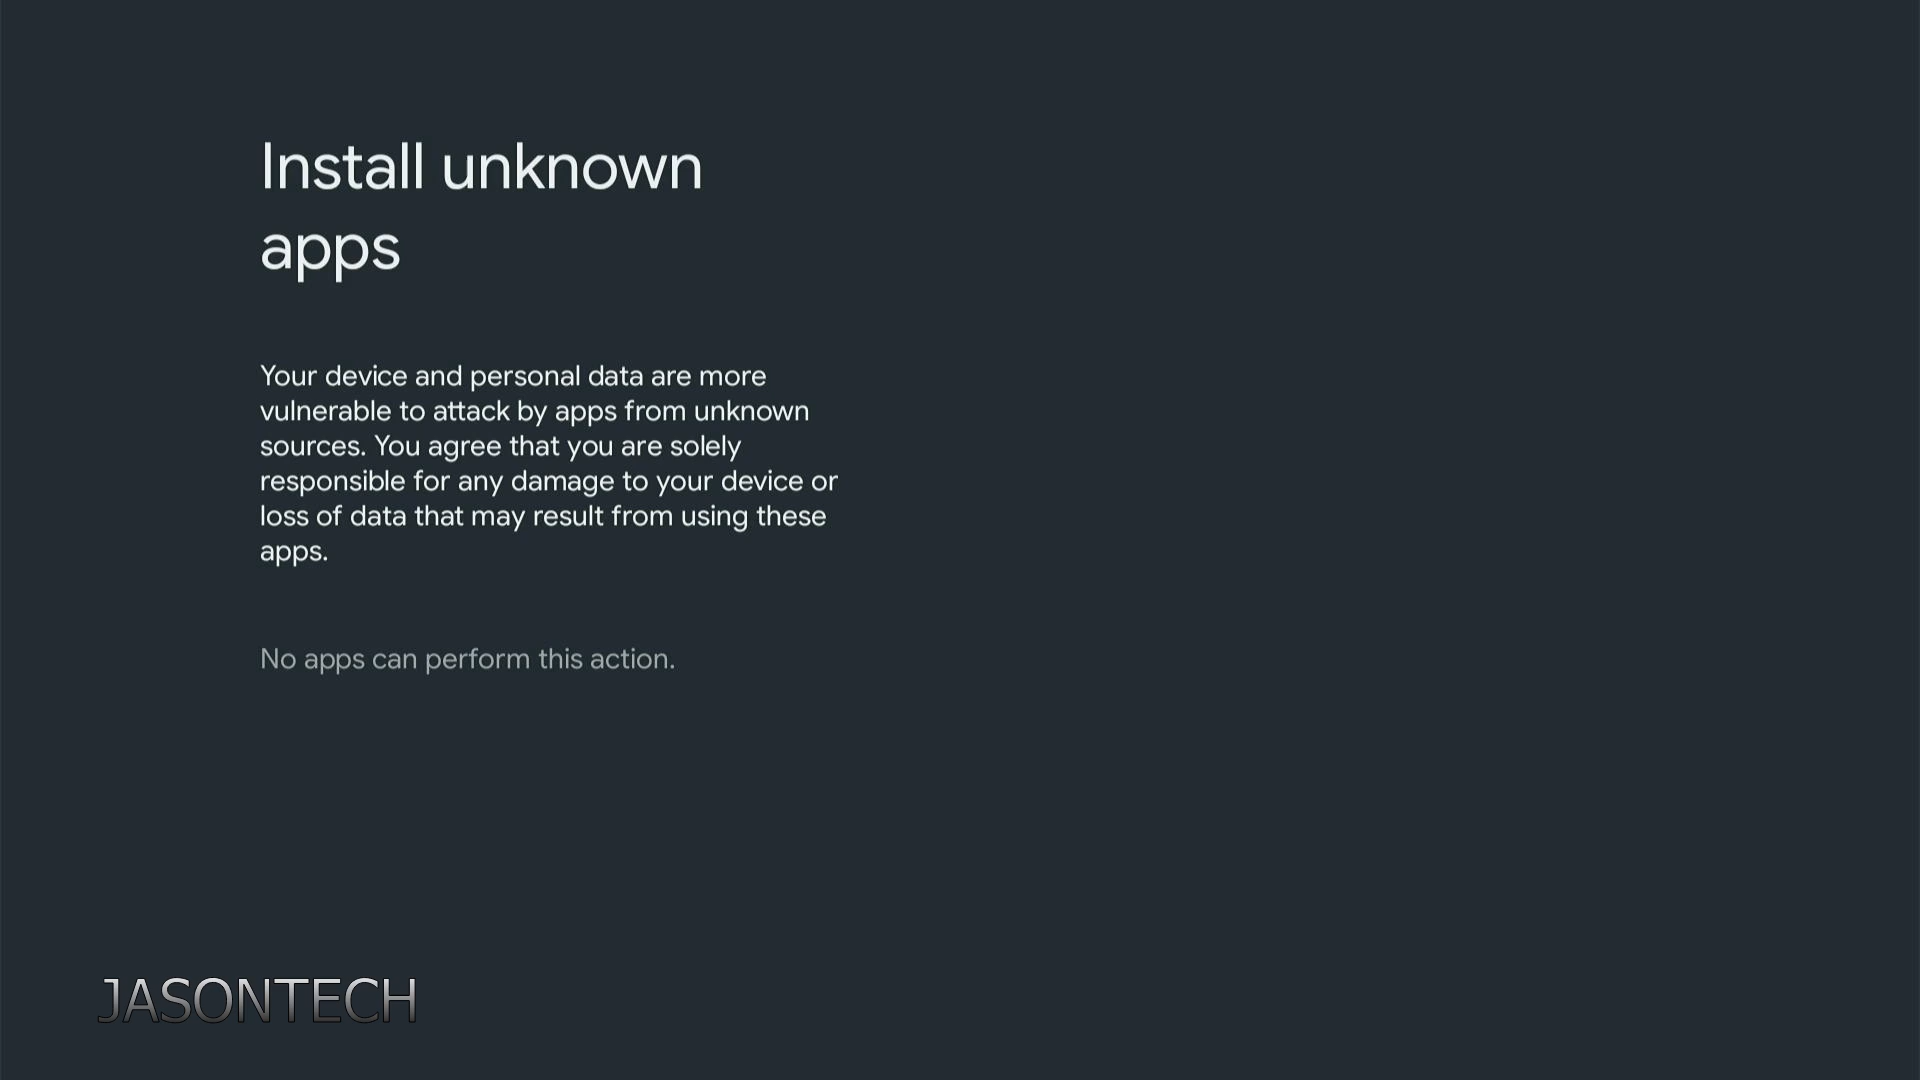 Install unknown
apps
Your device and personal data are more
vulnerable to attack by apps from unknown
sources. You agree that you are solely
responsible for any damage to your device or
loss of data that may result from using these
apps.
No apps can perform this action.
JASONTECH